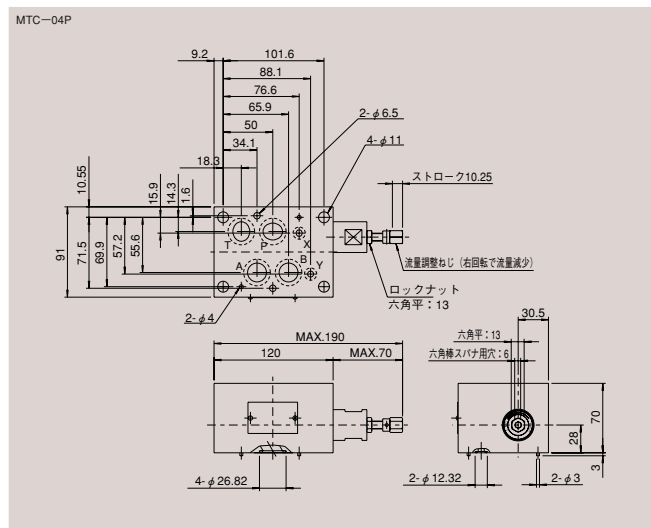 MTC－04P
9.2
101.6
88.1
76.6
65.9
50
34.1
18.3
2-φ6.5
4-φ11
ストローク10.25
10.55
15.9
14.3
1.6
91
71.5
69.9
57.2
55.6
T
P
X
A
B
Y
流量調整ねじ（右回転で流量減少）
ロックナット
六角平：13
2-φ4
MAX.190
120
MAX.70
30.5
六角平：13
六角棒スパナ用穴：6
70
28
3
4-φ26.82
2-φ12.32
2-φ3